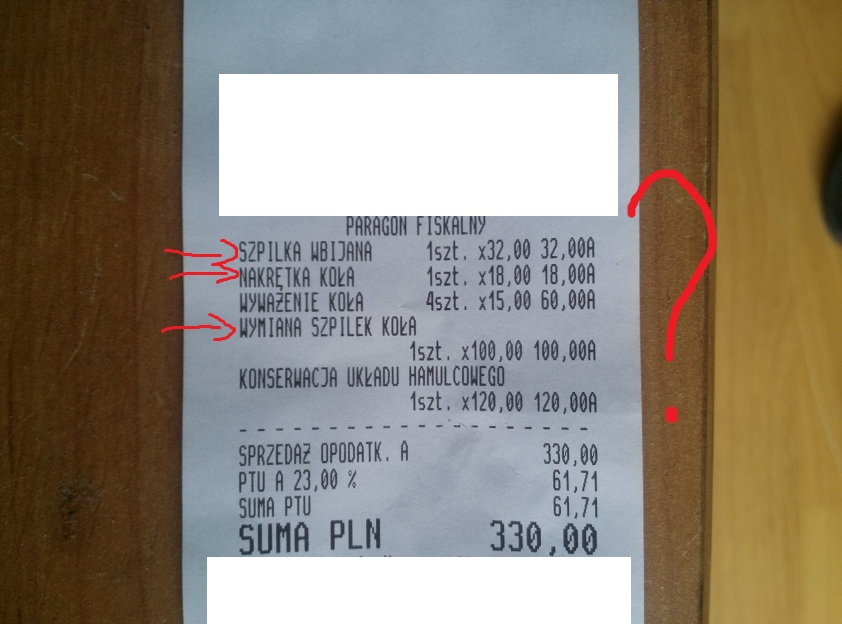 PARAGON FISKALNY
SZPILKA WBIJANA 1szt. x32,00 32,00A
NAKRĘTKA KOŁA 1szt. x18,00 18,00A
WYWAŻENIE KOŁA 4szt. x15,00 60,00A
WYMIANA SZPILEK KOŁA
1szt. x100,00 100,00A
KONSERWACJA UKŁADU HAMULCOWEGO
1szt. x120,00 120,00A
SPRZEDAŻ OPODATK. A 330,00
PTU A 23,00 % 61,71
SUMA PTU 61,71
SUMA PLN 330,00
?